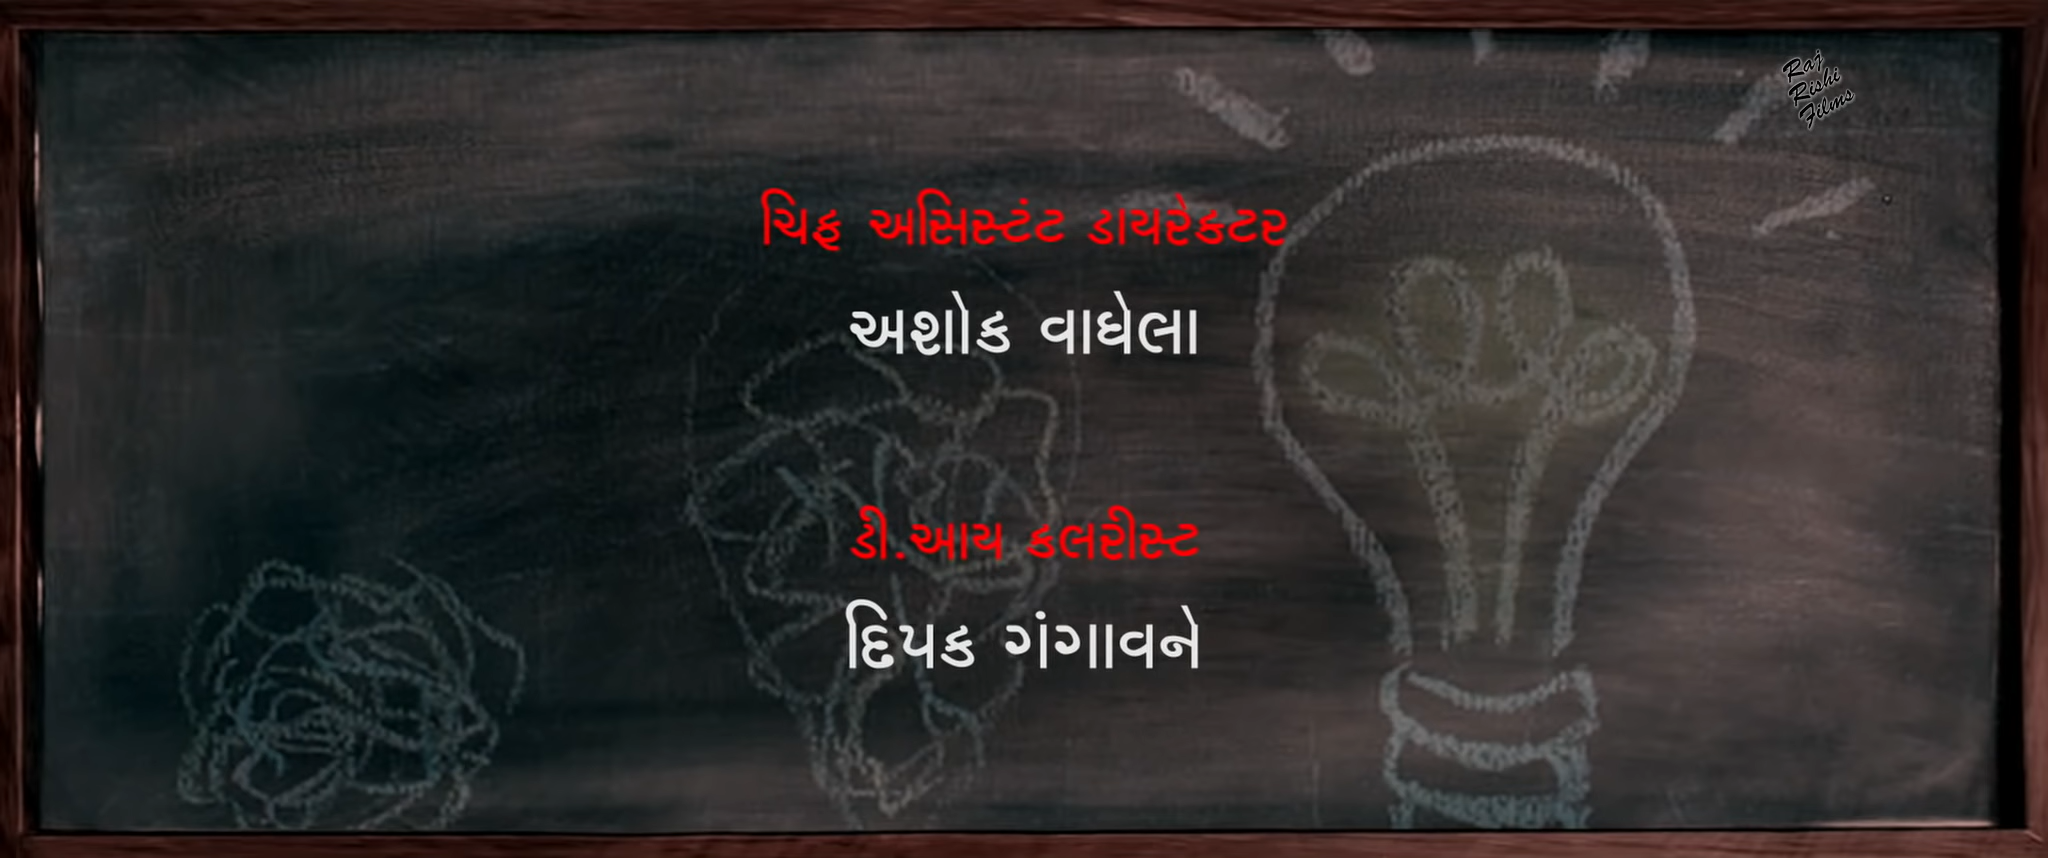 Raj
Rishi
Films
ચિફ અસિસ્ટંટ ડાયરેક્ટર
અશોક વાઘેલા
ડી.આય કલરીસ્ટ
દિપક ગંગાવને